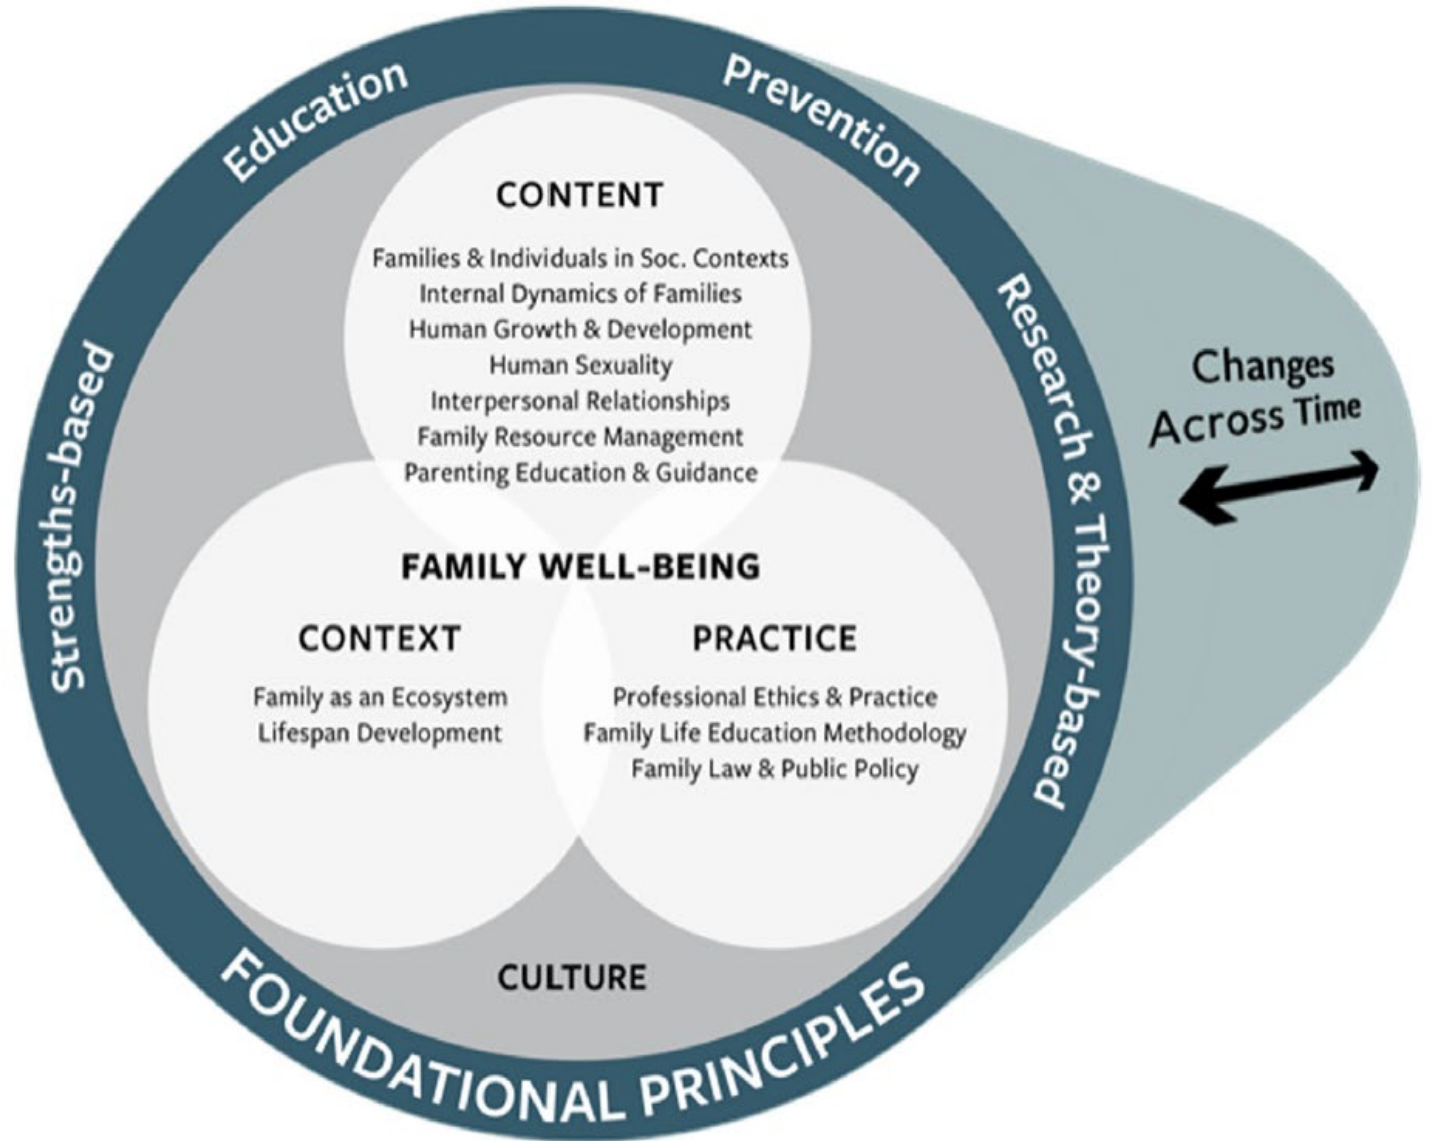 Education
Prevention
Strengths-based
Research & Theory-based
CONTENT
Families & Individuals in Soc. Contexts
Internal Dynamics of Families
Human Growth & Development
Human Sexuality
Interpersonal Relationships
Family Resource Management
Parenting Education & Guidance
FAMILY WELL-BEING
CONTEXT
Family as an Ecosystem
Lifespan Development
PRACTICE
Professional Ethics & Practice
Family Life Education Methodology
Family Law & Public Policy
CULTURE
FOUNDATIONAL PRINCIPLES
Changes
Across Time